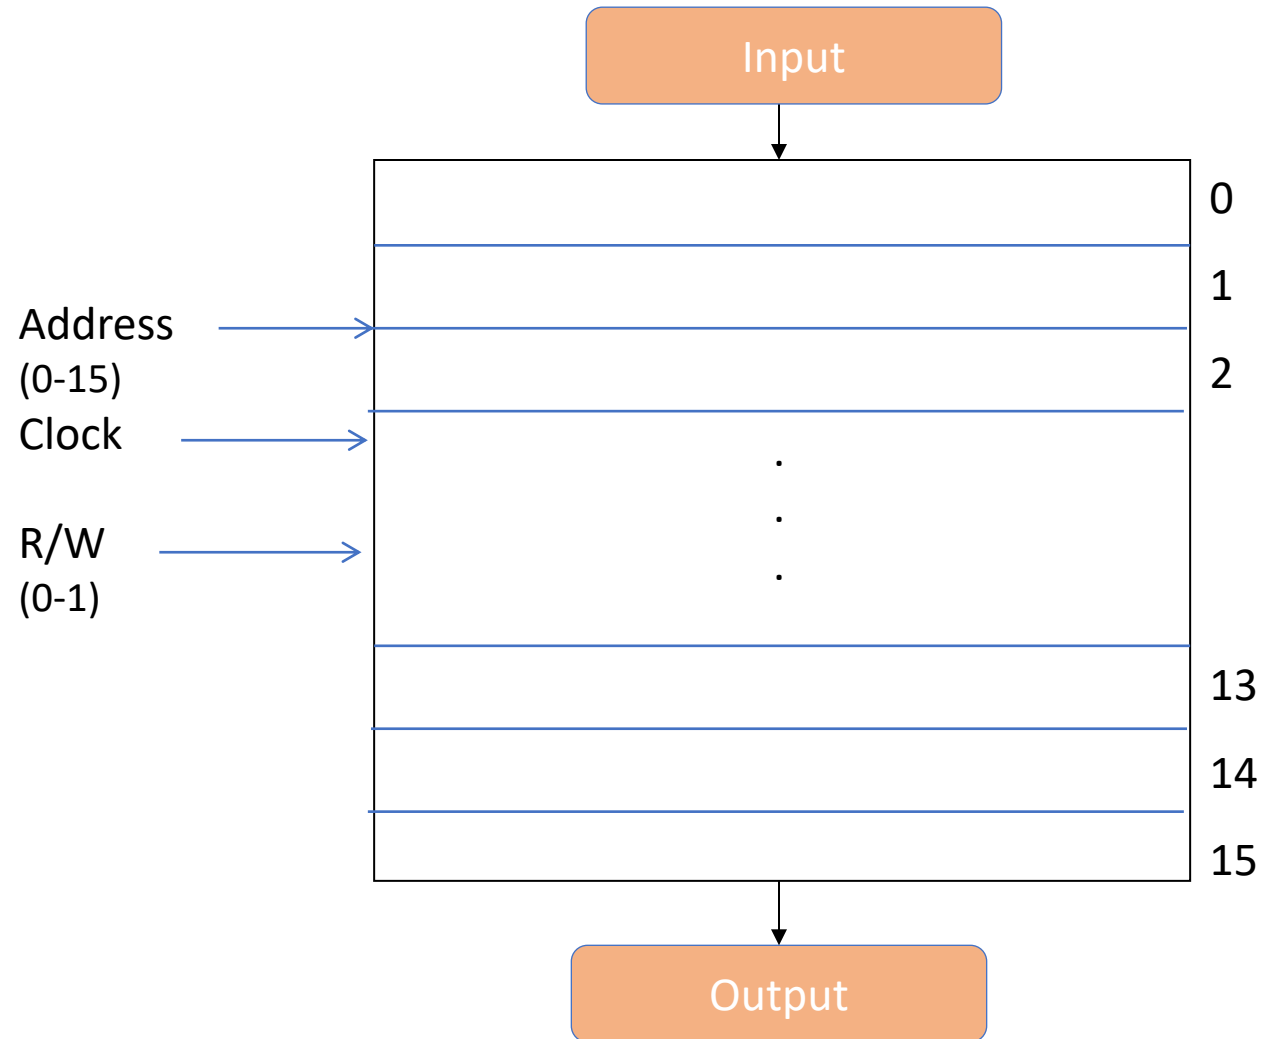 Input
0
1
Address
(0-15)
2
Clock
.
.
R/W
.
(0-1)
13
14
15
Output